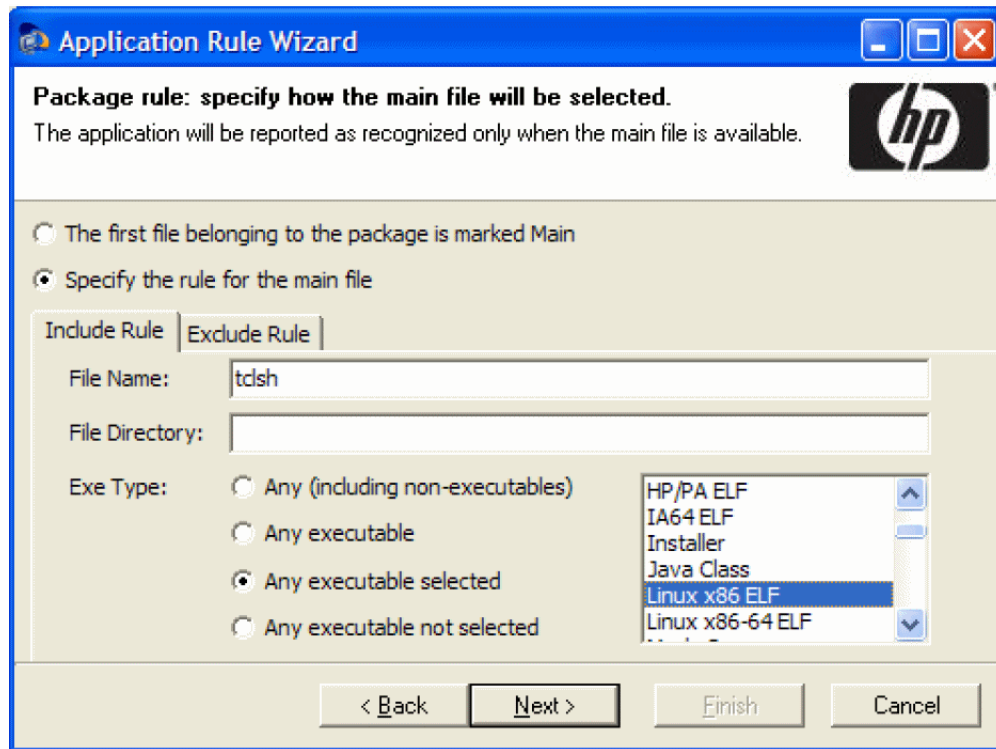 Application Rule Wizard
Package rule: specify how the main file will be selected.
The application will be reported as recognized only when the main file is available.
hp
The first file belonging to the package is marked Main
Specify the rule for the main file
Include Rule
Exclude Rule
File Name:
tclsh
File Directory:
Exe Type:
Any (including non-executables)
Any executable
Any executable selected
Any executable not selected
HP/PA ELF
IA64 ELF
Installer
Java Class
Linux x86 ELF
Linux x86-64 ELF
< Back
Next >
Finish
Cancel